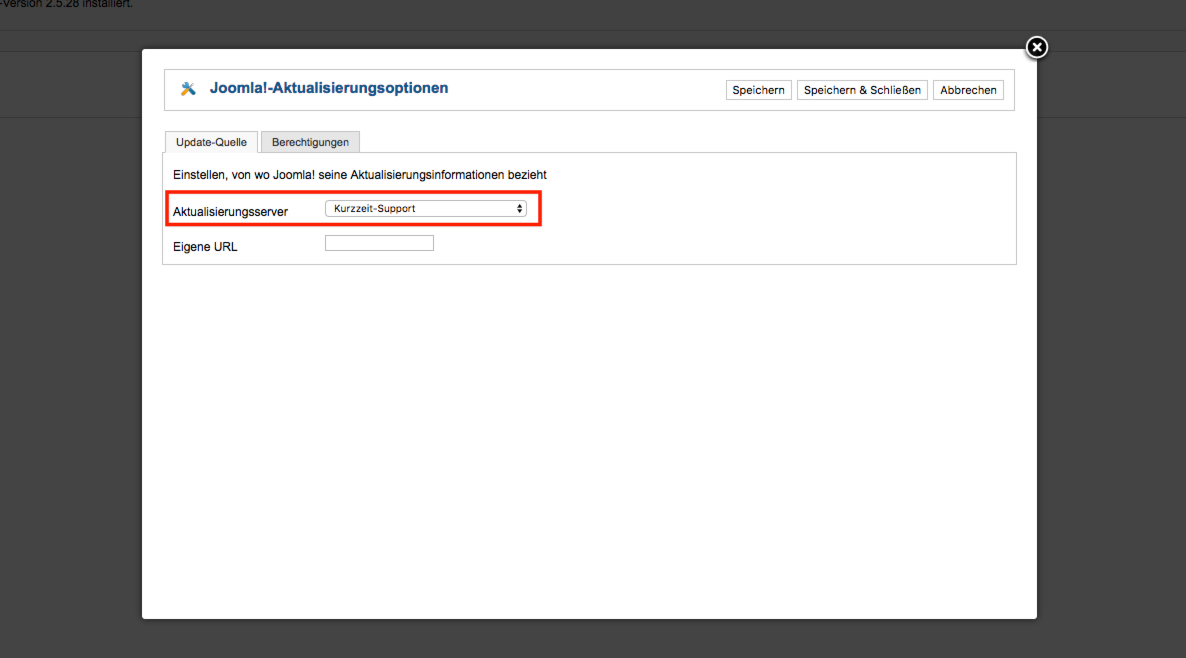 -Version 2.5.28 installiert.
Joomla!-Aktualisierungsoptionen
Speichern
Speichern & Schließen
Abbrechen
Update-Quelle
Berechtigungen
Einstellen, von wo Joomla! seine Aktualisierungsinformationen bezieht
Aktualisierungsserver
Kurzzeit-Support
Eigene URL